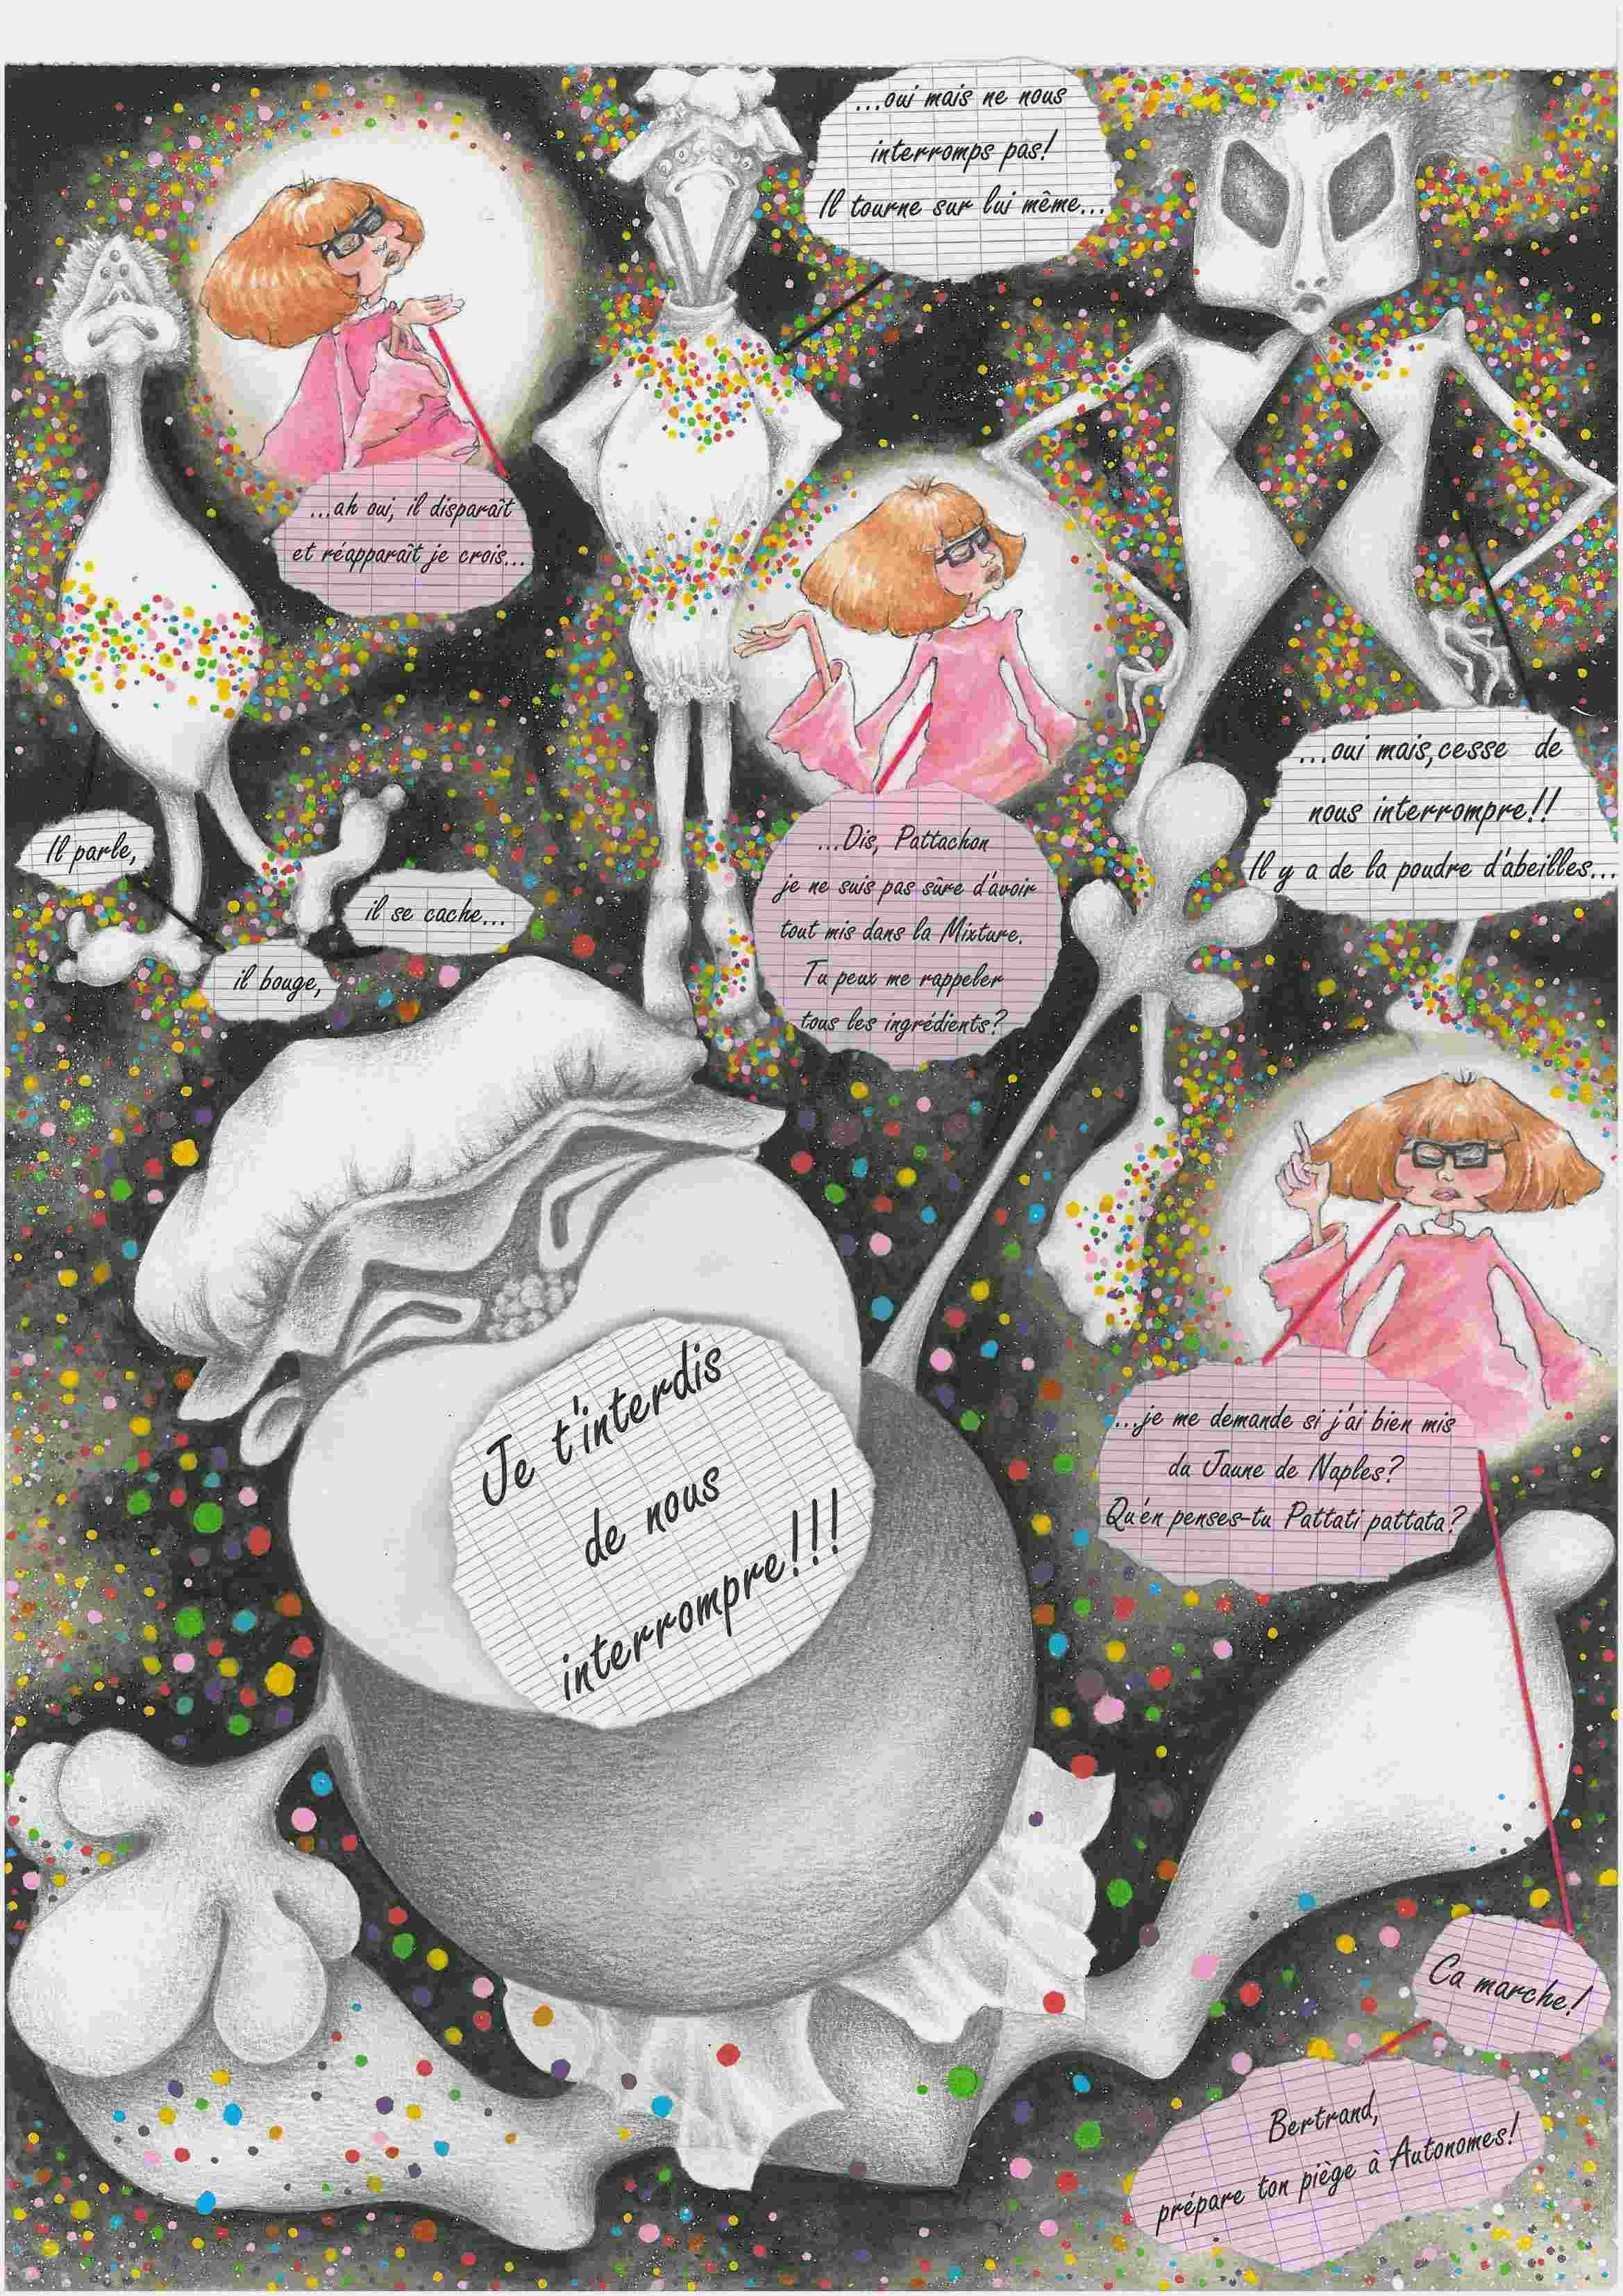 ...oui mais ne nous
interromps pas!
Il tourne sur lui même...
...ah oui, il disparaît
et réapparaît je crois...
...oui mais,cesse de
nous interrompre!!
Il y a de la poudre d'abeilles...
Il parle,
il bouge,
il se cache...
...Dis, Pattachon
je ne suis pas sûre d'avoir
tout mis dans la Mixture.
Tu peux me rappeler
tous les ingrédients?
Je t'interdis
de nous
interrompre!!!
...je me demande si j'ai bien mis
du Jaune de Naples?
Qu'en penses-tu Pattati pattata?
Ca marche!
Bertrand,
prépare ton piège à Autonomes!